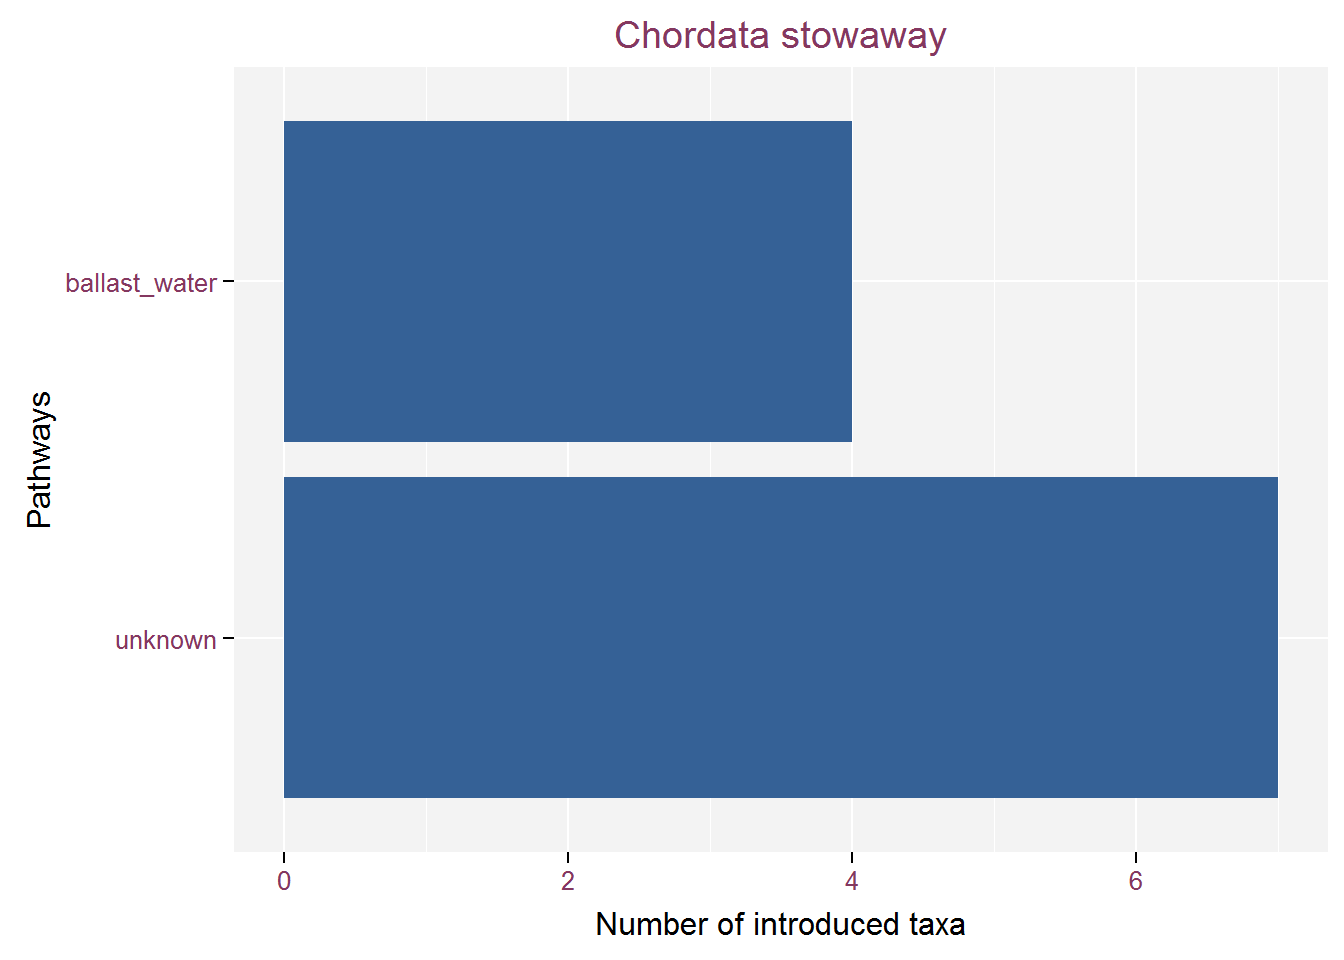 Chordata stowaway
ballast_water
Pathways
unknown
0 2 4 6
Number of introduced taxa